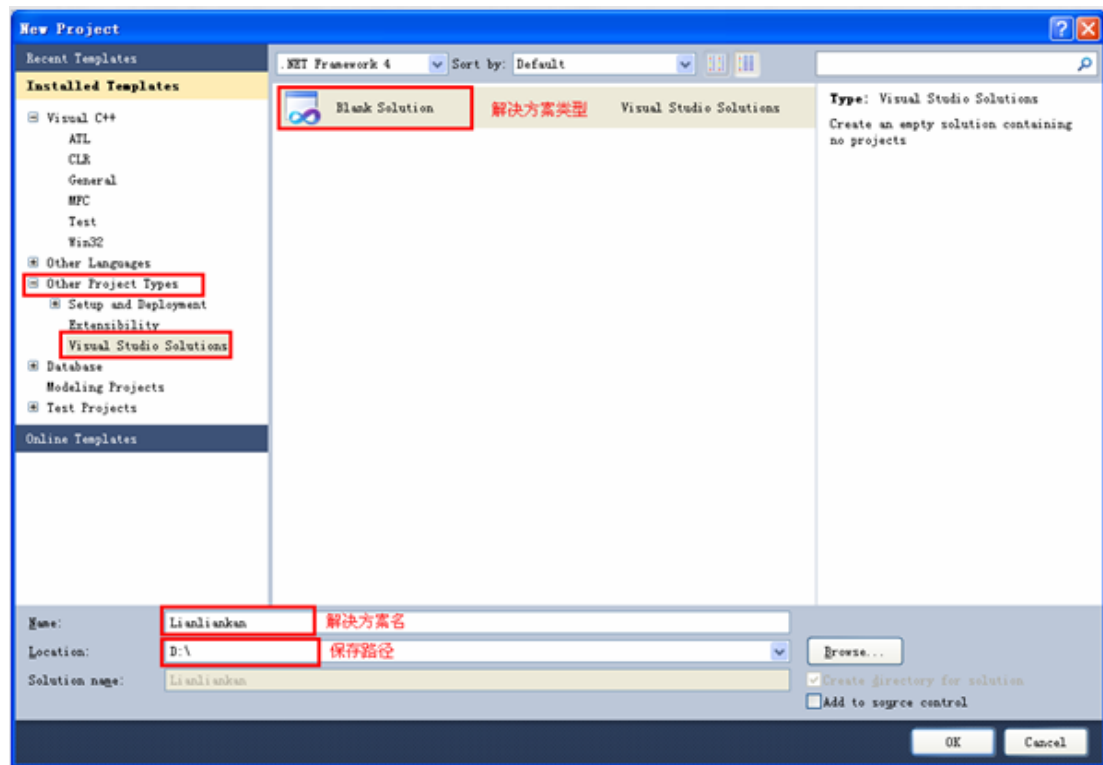 New Project
Recent Templates
Installed Templates
Visual C++
ATL
CLR
General
MFC
Test
Win32
Other Languages
Other Project Types
Setup and Deployment
Extensibility
Visual Studio Solutions
Database
Modeling Projects
Test Projects
Online Templates
.NET Framework 4 Sort by: Default
Blank Solution 解决方案类型 Visual Studio Solutions
Type: Visual Studio Solutions
Create an empty solution containing
no projects
Name: Lianliankan 解决方案名
Location: D:\ 保存路径 Browse...
Solution name: Lianliankan Create directory for solution
Add to source control
OK Cancel